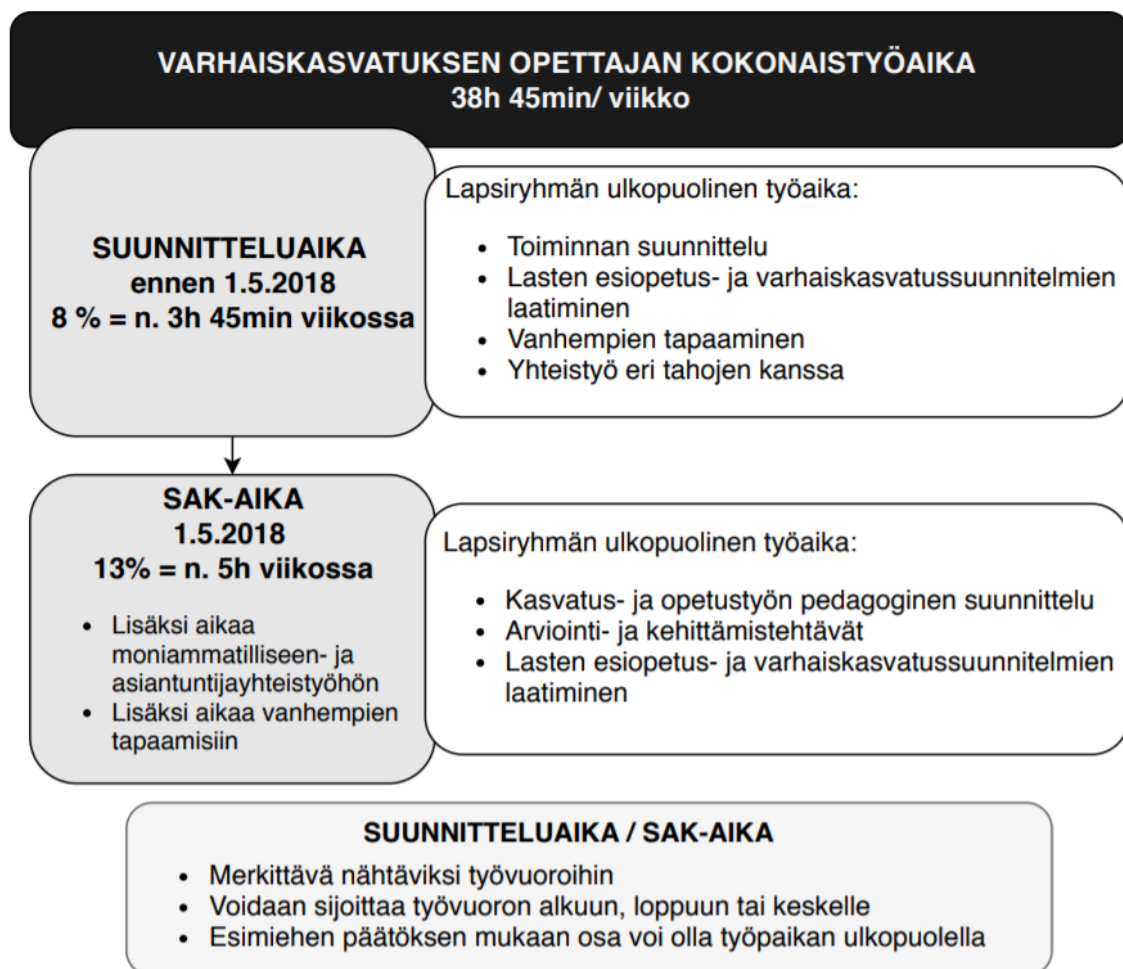 VARHAISKASVATUKSEN OPETTAJAN KOKONAISTYÖAIKA
38h 45min/ viikko
SUUNNITTELUAIKA
ennen 1.5.2018
8 % = n. 3h 45min viikossa
Lapsiryhmän ulkopuolinen työaika:
• Toiminnan suunnittelu
• Lasten esiopetus- ja varhaiskasvatussuunnitelmien
laatiminen
• Vanhempien tapaaminen
• Yhteistyö eri tahojen kanssa
SAK-AIKA
1.5.2018
13% = n. 5h viikossa
• Lisäksi aikaa
moniammatilliseen- ja
asiantuntijayhteistyöhön
• Lisäksi aikaa vanhempien
tapaamisiin
Lapsiryhmän ulkopuolinen työaika:
• Kasvatus- ja opetustyön pedagoginen suunnittelu
• Arviointi- ja kehittämistehtävät
• Lasten esiopetus- ja varhaiskasvatussuunnitelmien
laatiminen
SUUNNITTELUAIKA / SAK-AIKA
• Merkittävä nähtäviksi työvuoroihin
• Voidaan sijoittaa työvuoron alkuun, loppuun tai keskelle
• Esimiehen päätöksen mukaan osa voi olla työpaikan ulkopuolella